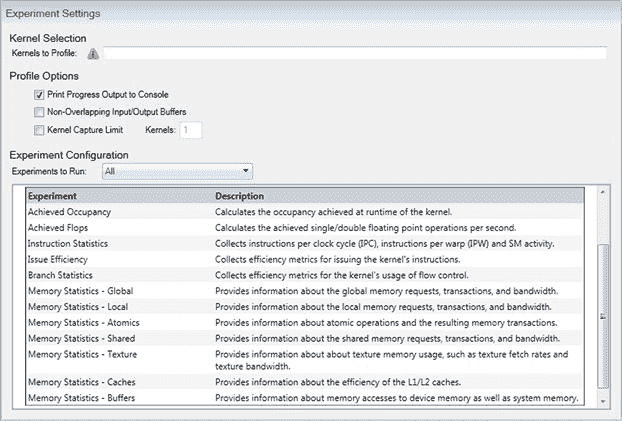 Experiment Settings
Kernel Selection
Kernels to Profile:
Profile Options
Print Progress Output to Console
Non-Overlapping Input/Output Buffers
Kernel Capture Limit Kernels: 1
Experiment Configuration
Experiments to Run: All
Experiment Description
Achieved Occupancy Calculates the occupancy achieved at runtime of the kernel.
Achieved Flops Calculates the achieved single/double floating point operations per second.
Instruction Statistics Collects instructions per clock cycle (IPC), instructions per warp (IPW) and SM activity.
Issue Efficiency Collects efficiency metrics for issuing the kernel's instructions.
Branch Statistics Collects efficiency metrics for the kernel's usage of flow control.
Memory Statistics - Global Provides information about the global memory requests, transactions, and bandwidth.
Memory Statistics - Local Provides information about the local memory requests, transactions, and bandwidth.
Memory Statistics - Atomics Provides information about atomic operations and the resulting memory transactions.
Memory Statistics - Shared Provides information about the shared memory requests, transactions, and bandwidth.
Memory Statistics - Texture Provides information about about texture memory usage, such as texture fetch rates and
texture bandwidth.
Memory Statistics - Caches Provides information about the efficiency of the L1/L2 caches.
Memory Statistics - Buffers Provides information about memory accesses to device memory as well as system memory.